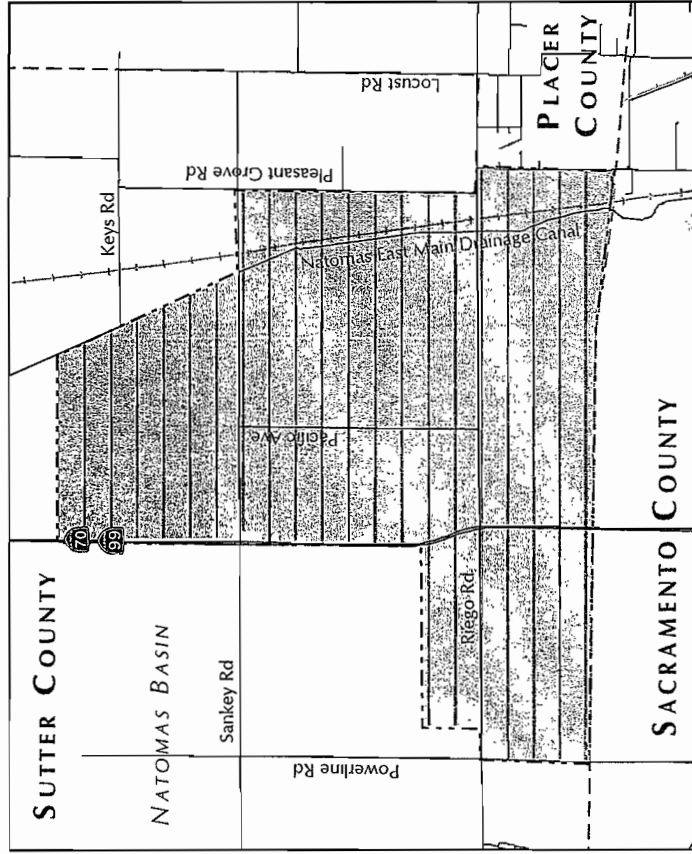 SUTTER COUNTY
NATOMAS BASIN
70
99
Keys Rd
Pleasant Grove Rd
Locust Rd
PLACER
COUNTY
Sankey Rd
Pacific Ave
Natomas East Main Drainage Canal
Powerline Rd
Riego Rd
SACRAMENTO COUNTY